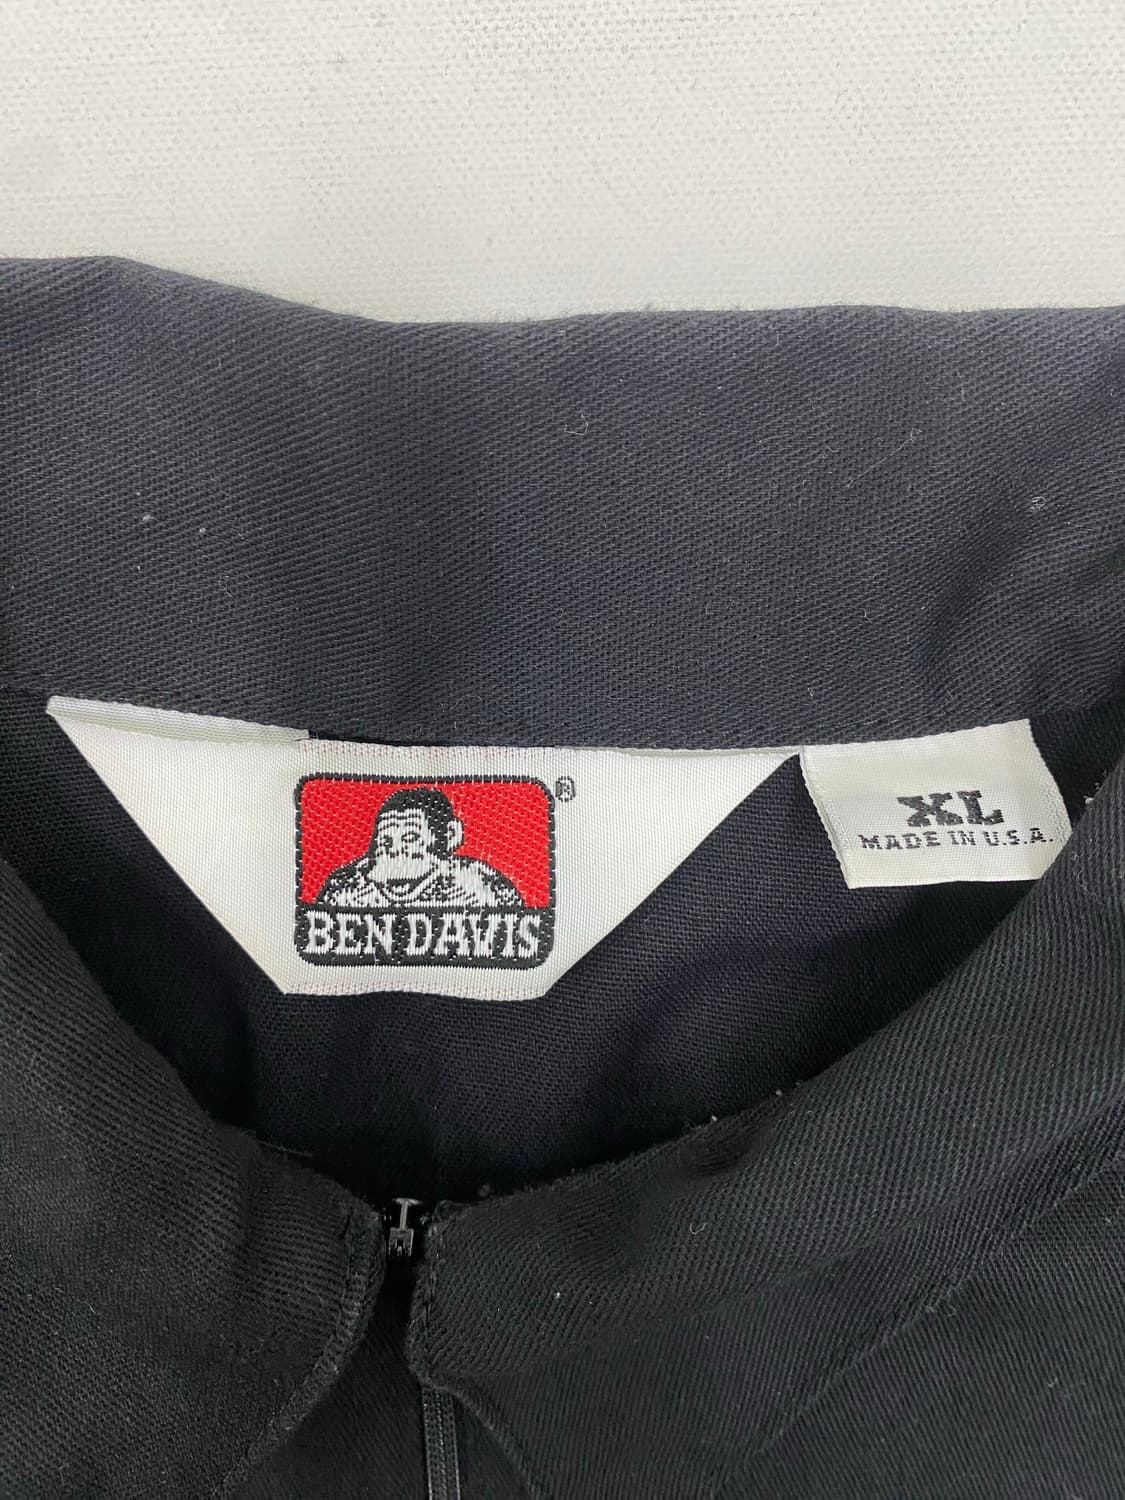 ®
BEN DAVIS
XL
MADE IN U.S.A.